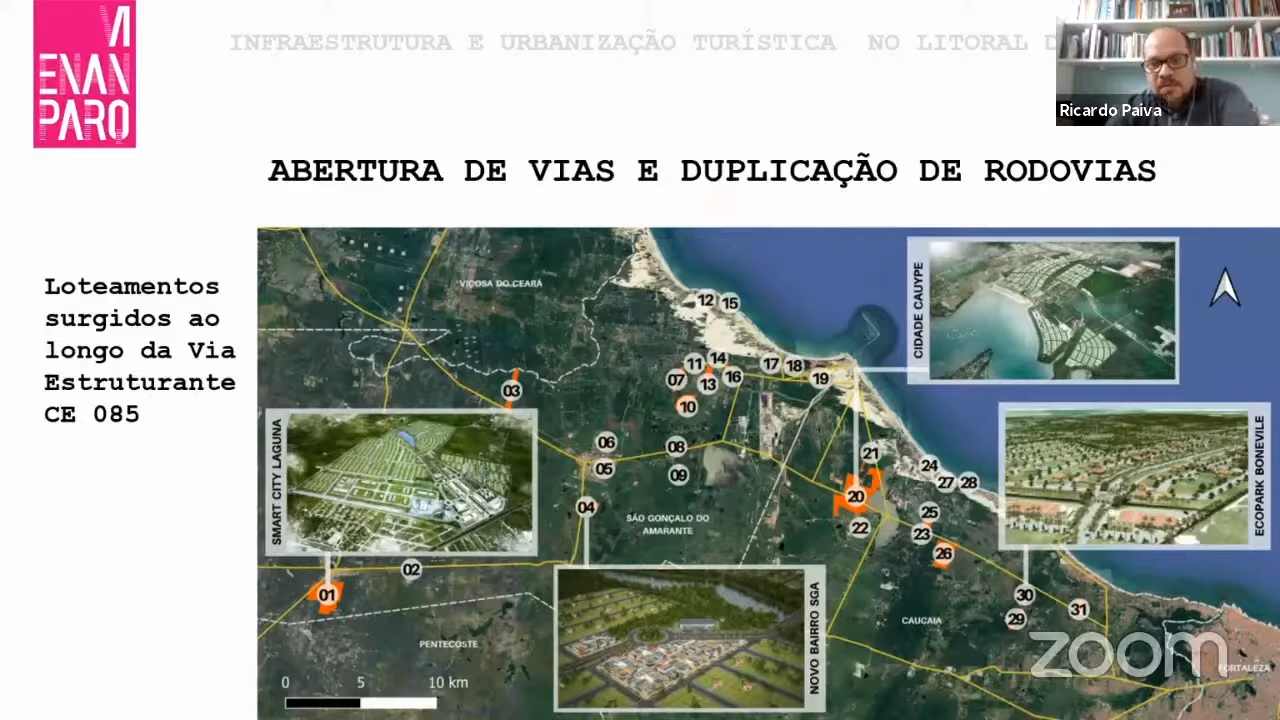 VI
ENAN
PARQ
INFRAESTRUTURA E URBANIZAÇÃO TURÍSTICA NO LITORAL D
Ricardo Paiva
ABERTURA DE VIAS E DUPLICAÇÃO DE RODOVIAS
Loteamentos
surgidos ao
longo da Via
Estruturante
CE 085
VIÇOSA DO CEARÁ
CIDADE CAUYPE
12 15
11 14 17 18
07 13 16 19
03
10
SMART CITY LAGUNA
ECOPARK BONEVILE
06 08 21
05 09 24
27 28
20
04
SÃO GONÇALO DO
AMARANTE
25
22 23
26
02
01
30
29 31
NOVO BAIRRO SGA
CAUCAIA
PENTECOSTE
zoom
FORTALEZA
0 5 10 km